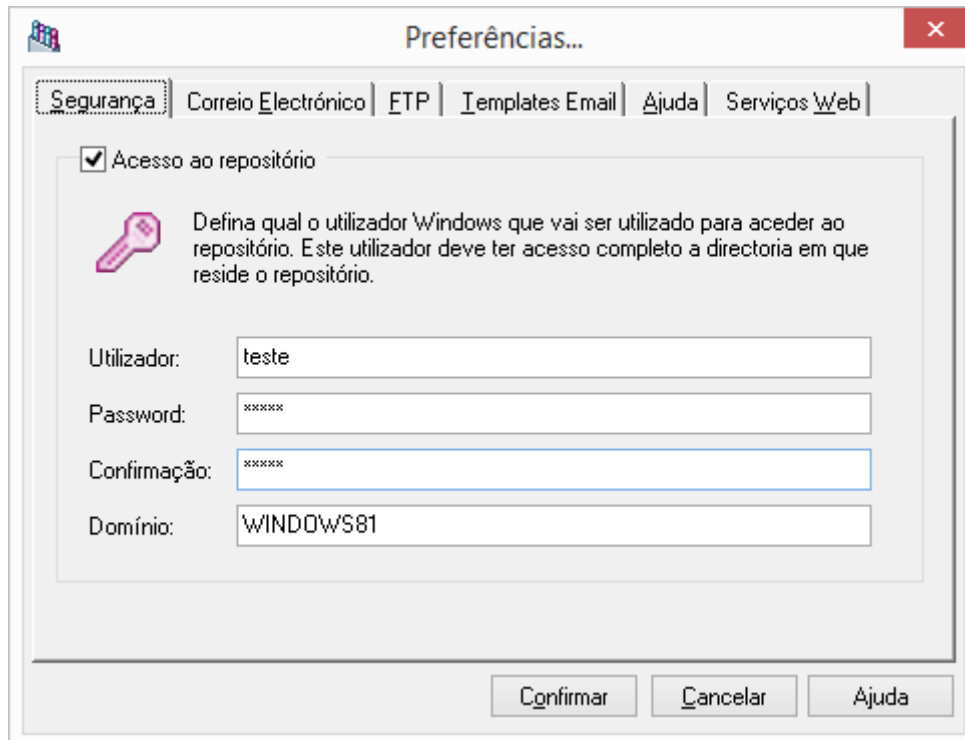 Preferências...
Segurança Correio Electrónico FTP Templates Email Ajuda Serviços Web
Acesso ao repositório
Defina qual o utilizador Windows que vai ser utilizado para aceder ao
repositório. Este utilizador deve ter acesso completo a directoria em que
reside o repositório.
Utilizador: teste
Password: *****
Confirmação: *****
Domínio: WINDOWS81
Confirmar Cancelar Ajuda